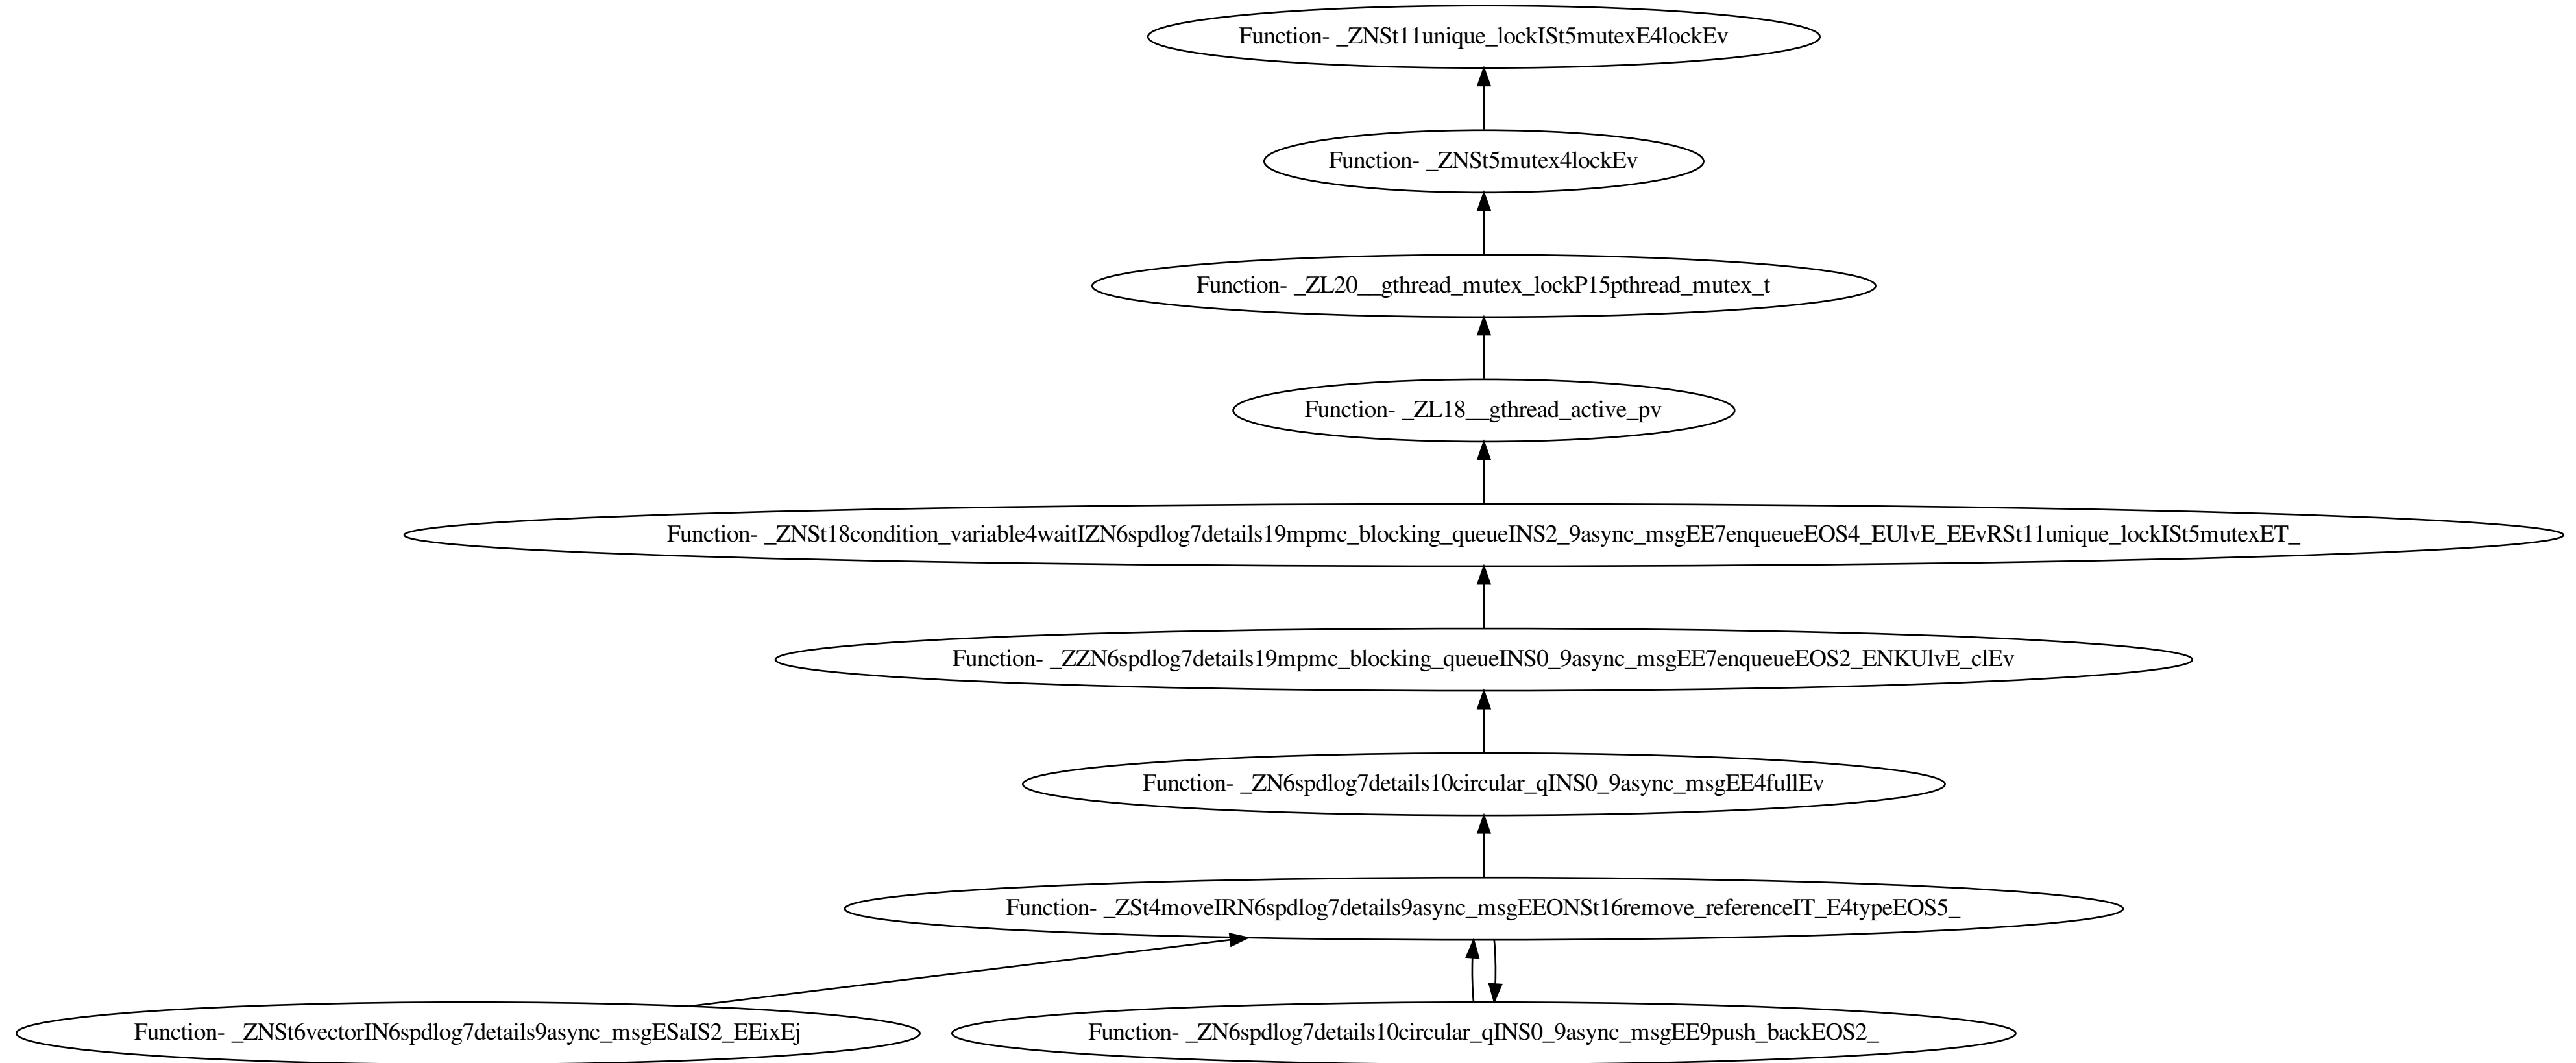 Function- _ZNSt11unique_lockISt5mutexE4lockEv
Function- _ZNSt5mutex4lockEv
Function- _ZL20__gthread_mutex_lockP15pthread_mutex_t
Function- _ZL18__gthread_active_pv
Function- _ZNSt18condition_variable4waitIZN6spdlog7details19mpmc_blocking_queueINS2_9async_msgEE7enqueueEOS4_EUlvE_EEvRSt11unique_lockISt5mutexET_
Function- _ZZN6spdlog7details19mpmc_blocking_queueINS0_9async_msgEE7enqueueEOS2_ENKUlvE_clEv
Function- _ZN6spdlog7details10circular_qINS0_9async_msgEE4fullEv
Function- _ZSt4moveIRN6spdlog7details9async_msgEEONSt16remove_referenceIT_E4typeEOS5_
Function- _ZNSt6vectorIN6spdlog7details9async_msgESaIS2_EEixEj
Function- _ZN6spdlog7details10circular_qINS0_9async_msgEE9push_backEOS2_